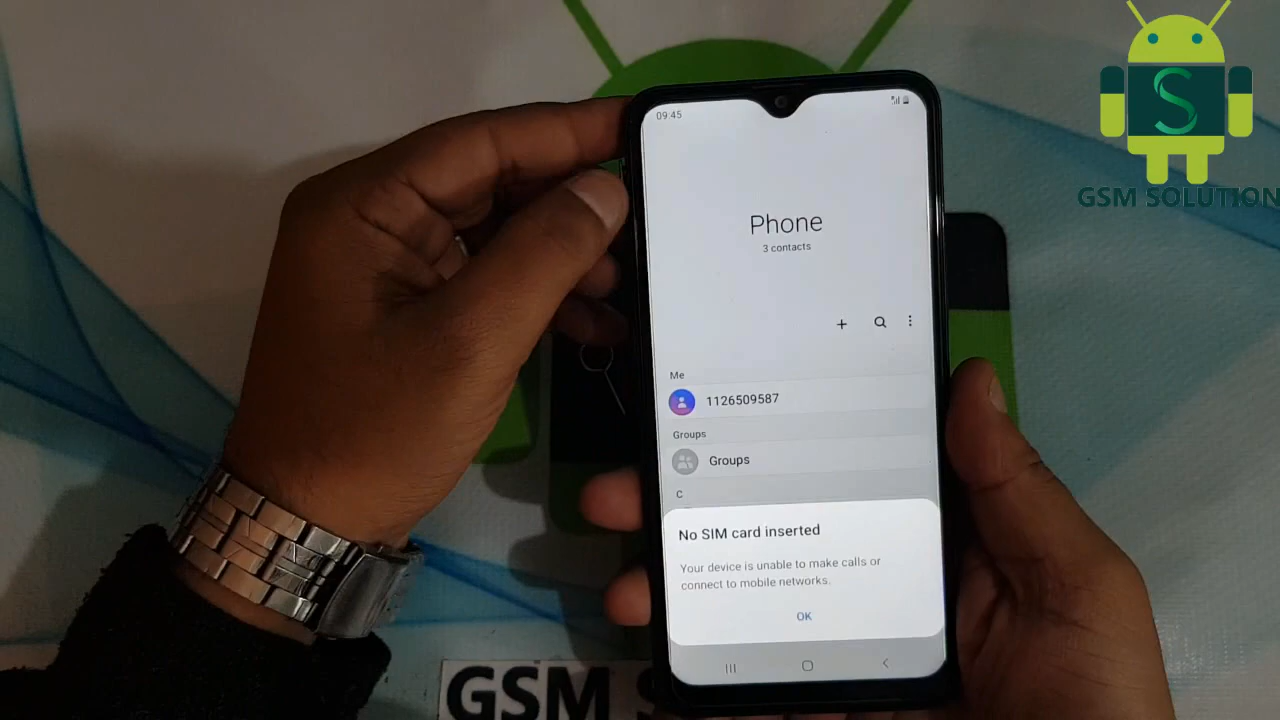 09:45
Phone
3 contacts
Me
1126509587
Groups
Groups
C
No SIM card inserted
Your device is unable to make calls or
connect to mobile networks.
OK
S
GSM SOLUTION
GSM S